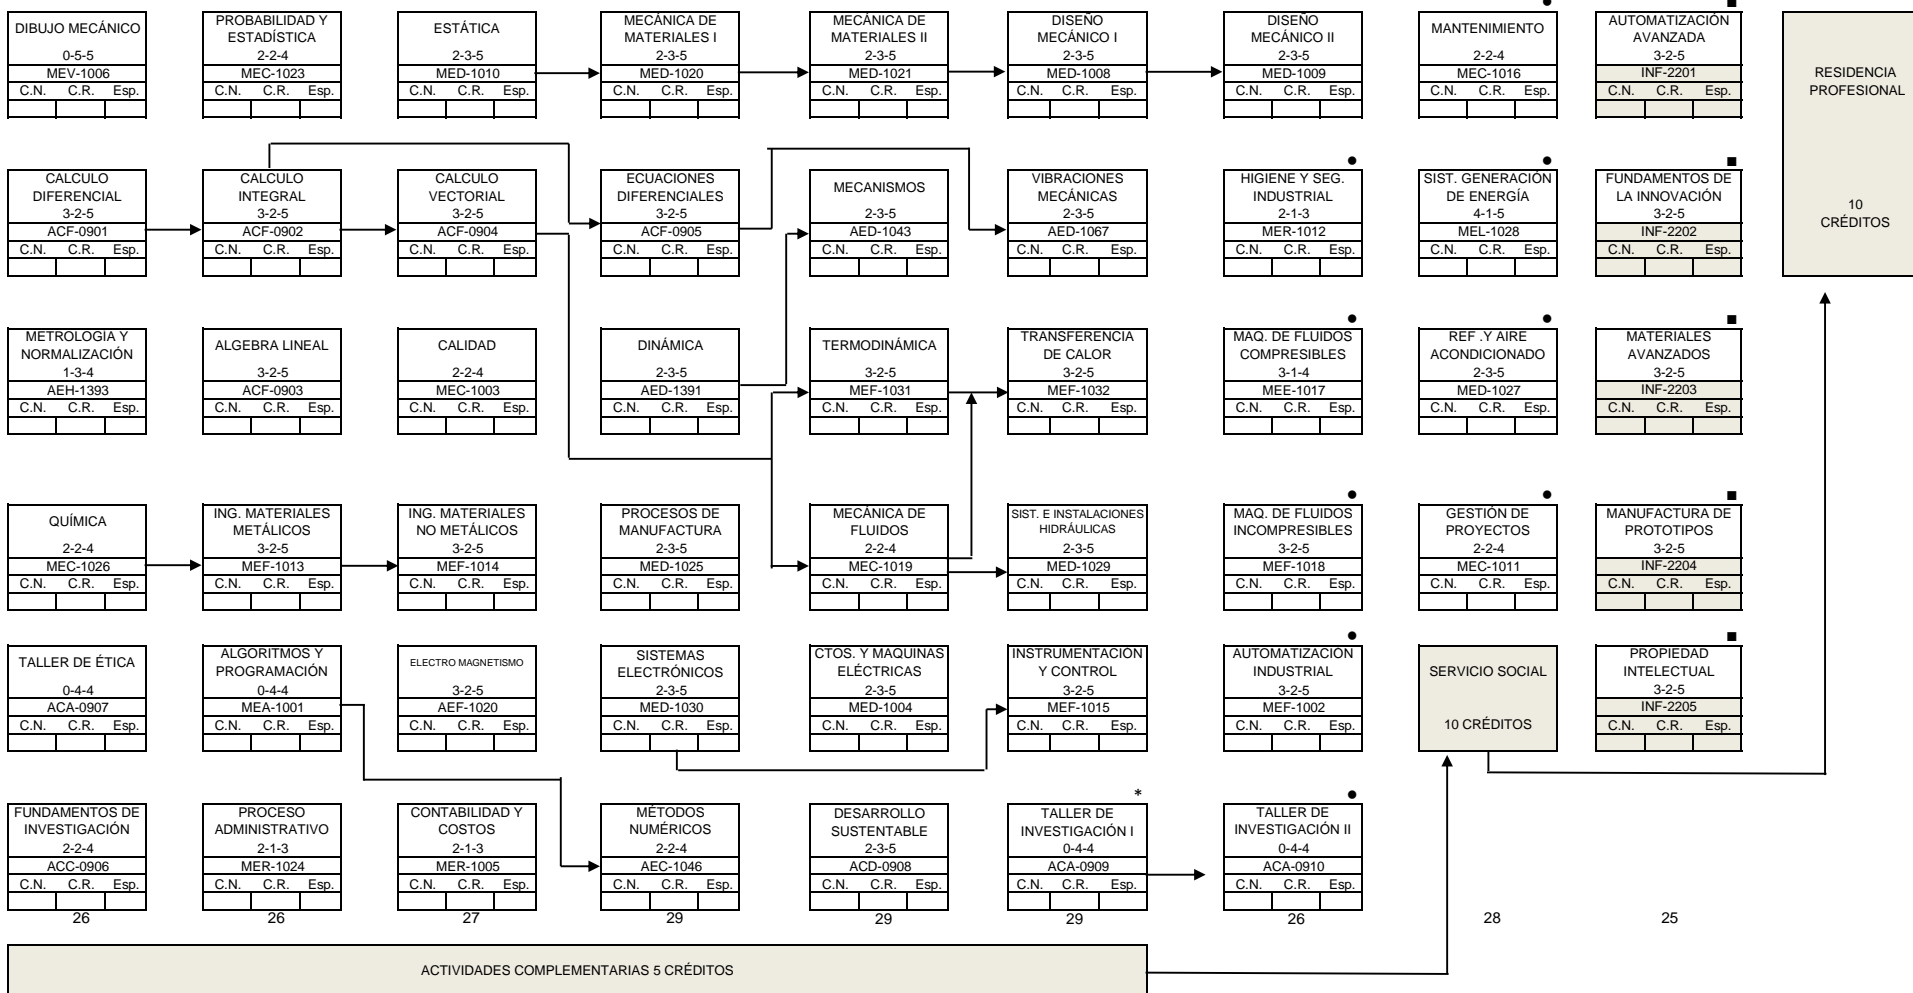 DIBUJO MECÁNICO
0-5-5
MEV-1006
C.N. C.R. Esp.
PROBABILIDAD Y
ESTADÍSTICA
2-2-4
MEC-1023
C.N. C.R. Esp.
ESTÁTICA
2-3-5
MED-1010
C.N. C.R. Esp.
MECÁNICA DE
MATERIALES I
2-3-5
MED-1020
C.N. C.R. Esp.
MECÁNICA DE
MATERIALES II
2-3-5
MED-1021
C.N. C.R. Esp.
DISEÑO
MECÁNICO I
2-3-5
MED-1008
C.N. C.R. Esp.
DISEÑO
MECÁNICO II
2-3-5
MED-1009
C.N. C.R. Esp.
MANTENIMIENTO
2-2-4
MEC-1016
C.N. C.R. Esp.
AUTOMATIZACIÓN
AVANZADA
3-2-5
INF-2201
C.N. C.R. Esp.
RESIDENCIA
PROFESIONAL
10
CRÉDITOS
CALCULO
DIFERENCIAL
3-2-5
ACF-0901
C.N. C.R. Esp.
CALCULO
INTEGRAL
3-2-5
ACF-0902
C.N. C.R. Esp.
CALCULO
VECTORIAL
3-2-5
ACF-0904
C.N. C.R. Esp.
ECUACIONES
DIFERENCIALES
3-2-5
ACF-0905
C.N. C.R. Esp.
MECANISMOS
2-3-5
AED-1043
C.N. C.R. Esp.
VIBRACIONES
MECÁNICAS
2-3-5
AED-1067
C.N. C.R. Esp.
HIGIENE Y SEG.
INDUSTRIAL
2-1-3
MER-1012
C.N. C.R. Esp.
SIST. GENERACIÓN
DE ENERGÍA
4-1-5
MEL-1028
C.N. C.R. Esp.
FUNDAMENTOS DE
LA INNOVACIÓN
3-2-5
INF-2202
C.N. C.R. Esp.
METROLOGIA Y
NORMALIZACIÓN
1-3-4
AEH-1393
C.N. C.R. Esp.
ALGEBRA LINEAL
3-2-5
ACF-0903
C.N. C.R. Esp.
CALIDAD
2-2-4
MEC-1003
C.N. C.R. Esp.
DINÁMICA
2-3-5
AED-1391
C.N. C.R. Esp.
TERMODINÁMICA
3-2-5
MEF-1031
C.N. C.R. Esp.
TRANSFERENCIA
DE CALOR
3-2-5
MEF-1032
C.N. C.R. Esp.
MAQ. DE FLUIDOS
COMPRESIBLES
3-1-4
MEE-1017
C.N. C.R. Esp.
REF .Y AIRE
ACONDICIONADO
2-3-5
MED-1027
C.N. C.R. Esp.
MATERIALES
AVANZADOS
3-2-5
INF-2203
C.N. C.R. Esp.
QUÍMICA
2-2-4
MEC-1026
C.N. C.R. Esp.
ING. MATERIALES
METÁLICOS
3-2-5
MEF-1013
C.N. C.R. Esp.
ING. MATERIALES
NO METÁLICOS
3-2-5
MEF-1014
C.N. C.R. Esp.
PROCESOS DE
MANUFACTURA
2-3-5
MED-1025
C.N. C.R. Esp.
MECÁNICA DE
FLUIDOS
2-2-4
MEC-1019
C.N. C.R. Esp.
SIST. E INSTALACIONES
HIDRÁULICAS
2-3-5
MED-1029
C.N. C.R. Esp.
MAQ. DE FLUIDOS
INCOMPRESIBLES
3-2-5
MEF-1018
C.N. C.R. Esp.
GESTIÓN DE
PROYECTOS
2-2-4
MEC-1011
C.N. C.R. Esp.
MANUFACTURA DE
PROTOTIPOS
3-2-5
INF-2204
C.N. C.R. Esp.
TALLER DE ÉTICA
0-4-4
ACA-0907
C.N. C.R. Esp.
ALGORITMOS Y
PROGRAMACIÓN
0-4-4
MEA-1001
C.N. C.R. Esp.
ELECTRO MAGNETISMO
3-2-5
AEF-1020
C.N. C.R. Esp.
SISTEMAS
ELECTRÓNICOS
2-3-5
MED-1030
C.N. C.R. Esp.
CTOS. Y MAQUINAS
ELÉCTRICAS
2-3-5
MED-1004
C.N. C.R. Esp.
INSTRUMENTACIÓN
Y CONTROL
3-2-5
MEF-1015
C.N. C.R. Esp.
AUTOMATIZACIÓN
INDUSTRIAL
3-2-5
MEF-1002
C.N. C.R. Esp.
SERVICIO SOCIAL
10 CRÉDITOS
PROPIEDAD
INTELECTUAL
3-2-5
INF-2205
C.N. C.R. Esp.
FUNDAMENTOS DE
INVESTIGACIÓN
2-2-4
ACC-0906
C.N. C.R. Esp.
26
PROCESO
ADMINISTRATIVO
2-1-3
MER-1024
C.N. C.R. Esp.
26
CONTABILIDAD Y
COSTOS
2-1-3
MER-1005
C.N. C.R. Esp.
27
MÉTODOS
NUMÉRICOS
2-2-4
AEC-1046
C.N. C.R. Esp.
29
DESARROLLO
SUSTENTABLE
2-3-5
ACD-0908
C.N. C.R. Esp.
29
*
TALLER DE
INVESTIGACIÓN I
0-4-4
ACA-0909
C.N. C.R. Esp.
29
TALLER DE
INVESTIGACIÓN II
0-4-4
ACA-0910
C.N. C.R. Esp.
26
28
25
ACTIVIDADES COMPLEMENTARIAS 5 CRÉDITOS